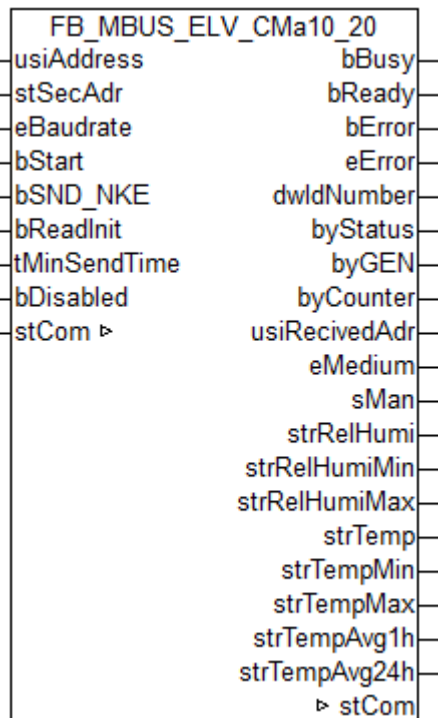 FB_MBUS_ELV_CMa10_20
usiAddress bBusy
stSecAdr bReady
eBaudrate bError
bStart eError
bSND_NKE dwIdNumber
bReadInit byStatus
tMinSendTime byGEN
bDisabled byCounter
stCom ▹ usiRecivedAdr
eMedium
sMan
strRelHumi
strRelHumiMin
strRelHumiMax
strTemp
strTempMin
strTempMax
strTempAvg1h
strTempAvg24h
▹ stCom